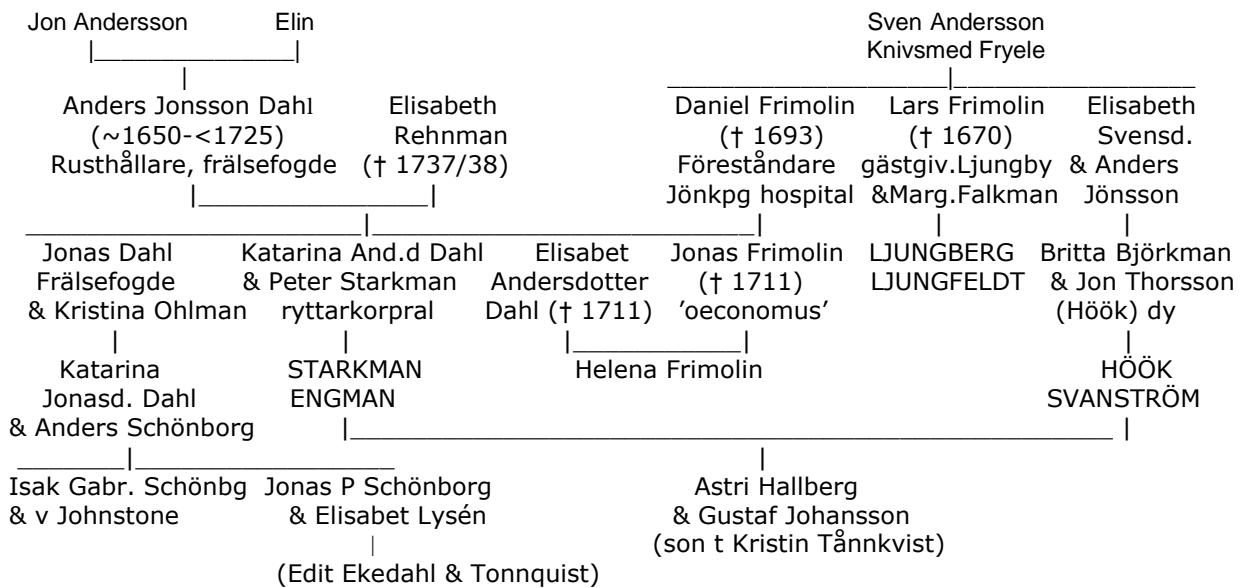 Jon Andersson Elin Sven Andersson
Knivsmed Fryele
Anders Jonsson Dahl Elisabeth Daniel Frimolin Lars Frimolin Elisabeth
(~1650-<1725) Rehnman († 1693) († 1670) Svensd.
Rusthållare, frälsefogde († 1737/38) Föreståndare gästgiv.Ljungby & Anders
Jönkpg hospital &Marg.Falkman Jönsson
Jonas Dahl Katarina And.d Dahl Elisabet Jonas Frimolin LJUNGBERG Britta Björkman
Frälsefogde & Peter Starkman Andersdotter († 1711) LJUNGFELDT & Jon Thorsson
& Kristina Ohlman ryttarkorpral Dahl († 1711) ’oeconomus’ (Höök) dy
Katarina STARKMAN Helena Frimolin HÖÖK
Jonasd. Dahl ENGMAN SVANSTRÖM
& Anders Schönborg
Isak Gabr. Schönbg Jonas P Schönborg Astri Hallberg
& v Johnstone & Elisabet Lysén & Gustaf Johansson
(son t Kristin Tånnkvist)
(Edit Ekedahl & Tonnquist)